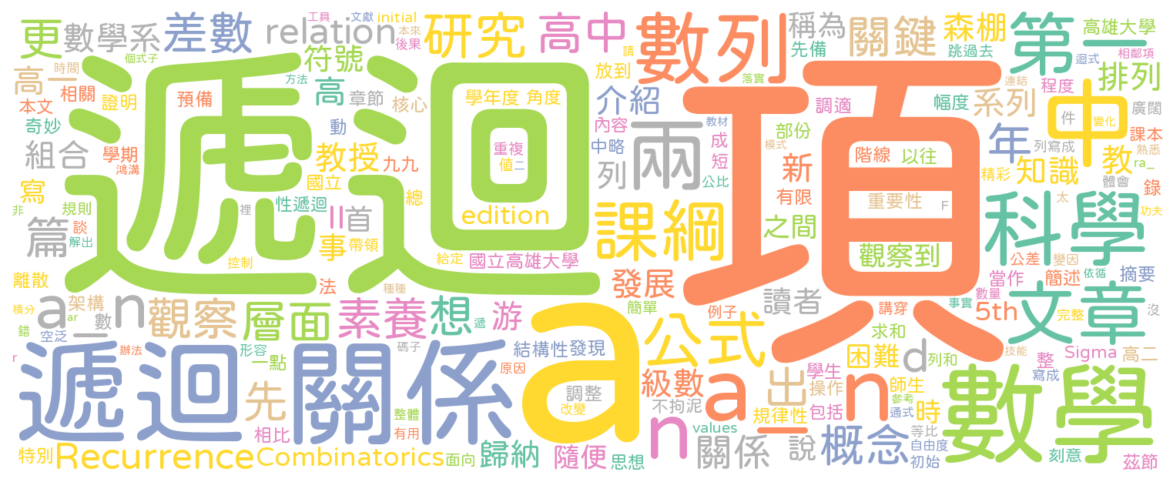 更
數學系
差數
relation
工具
文獻
initial
本來
後果
研究
高中
數列
稱為
先備
關鍵
森棚
跳過去
第一
高雄大學
迴式
相鄰項
排列
高一
時間
個式子
符號
相關
證明
預備
高
章節
核心
本文
奇妙
動
學年度
角度
放到
方法
請
落實
介紹
內容
中略
兩
教材
成
短
公比
列
調適
部份
連結
系列
幅度
程度
中
件
變化
廣闊
課本
熟悉
組合
學期
鴻溝
教授
九九
國立
性遞迴
遞迴
重複
值
二
項
模式
新
有限
階線
以往
年
列寫成
知識
教
精彩
體會
ra_
錄
寫
非
規則
談
解出
裡
II
首
總
edition
課綱
之間
重要性
F
觀察到
科學
太
功夫
篇
事
帶領
控制
法
種種
給定
國立高雄大學
發展
讀者
講穿
當作
公差
簡述
變因
依循
摘要
事實
數量
離散
積分
a_n
架構
數
ar
錯
空泛
觀察
層面
素養
想
遞
游
簡單
例子
公式
求和
5th
完整
文章
沒
r
辦法
形容
一點
碼子
結構性
發現
原因
a
困難
d
列和
整
Sigma
技能
高二
寫成
遞迴關係
先
相比
整體
有用
調整
改變
級數
不拘泥
a_n
出
學生
操作
包括
規律性
師生
參考
通式
時
數學
特別
Recurrence
Combinatorics
面向
歸納
隨便
思想
n
values
關係
說
概念
等比
自由度
初始
刻意
茲節